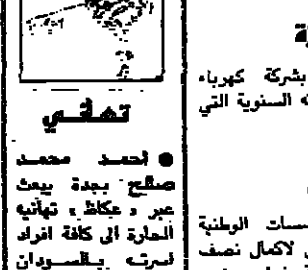 بشركة كهرباء
السنوية التي
سسات الوطنية
لاكمال نصف
تهاني
● احمد محمد
صالح بجدة يبعث
عبر « عكاظ » تهانيه
الحارة الى كافة افراد
اسرته بالسودان